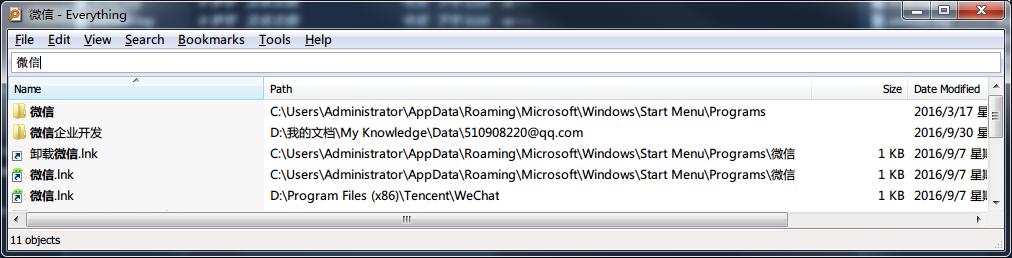 微信 - Everything
File Edit View Search Bookmarks Tools Help
微信
Name Path Size Date Modified
微信 C:\Users\Administrator\AppData\Roaming\Microsoft\Windows\Start Menu\Programs 2016/3/17 星
微信企业开发 D:\我的文档\My Knowledge\Data\510908220@qq.com 2016/9/30 星
卸载微信.lnk C:\Users\Administrator\AppData\Roaming\Microsoft\Windows\Start Menu\Programs\微信 1 KB 2016/9/7 星期
微信.lnk C:\Users\Administrator\AppData\Roaming\Microsoft\Windows\Start Menu\Programs\微信 1 KB 2016/9/7 星期
微信.lnk D:\Program Files (x86)\Tencent\WeChat 1 KB 2016/9/7 星期
11 objects